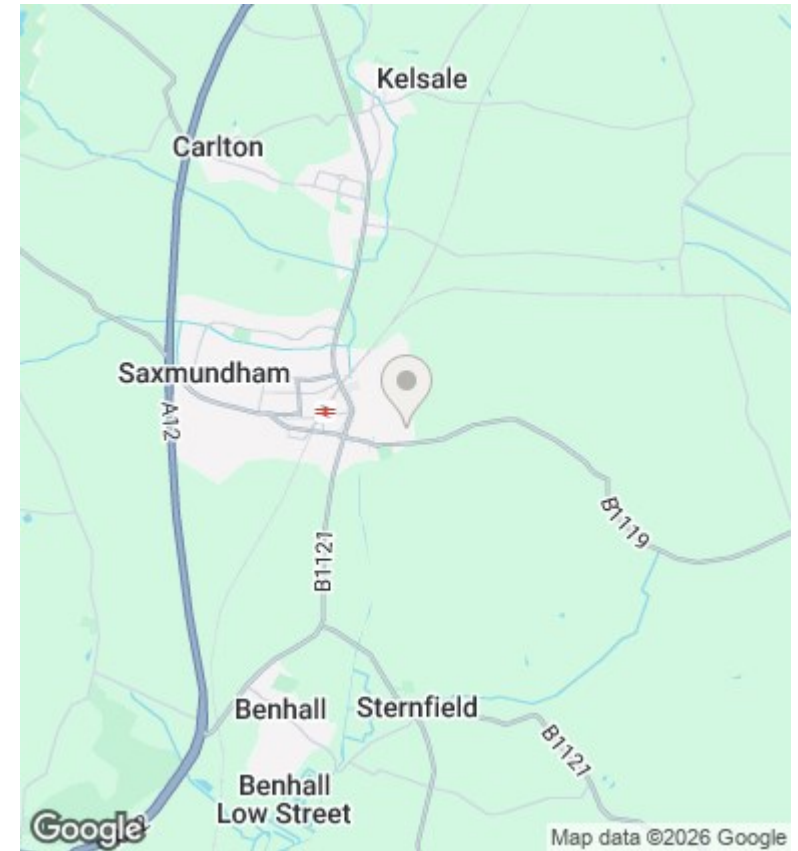 Kelsale
Carlton
Saxmundham
A12
B1119
B1121
Benhall
Sternfield
B1121
Benhall
Low Street
Google
Map data ©2026 Google